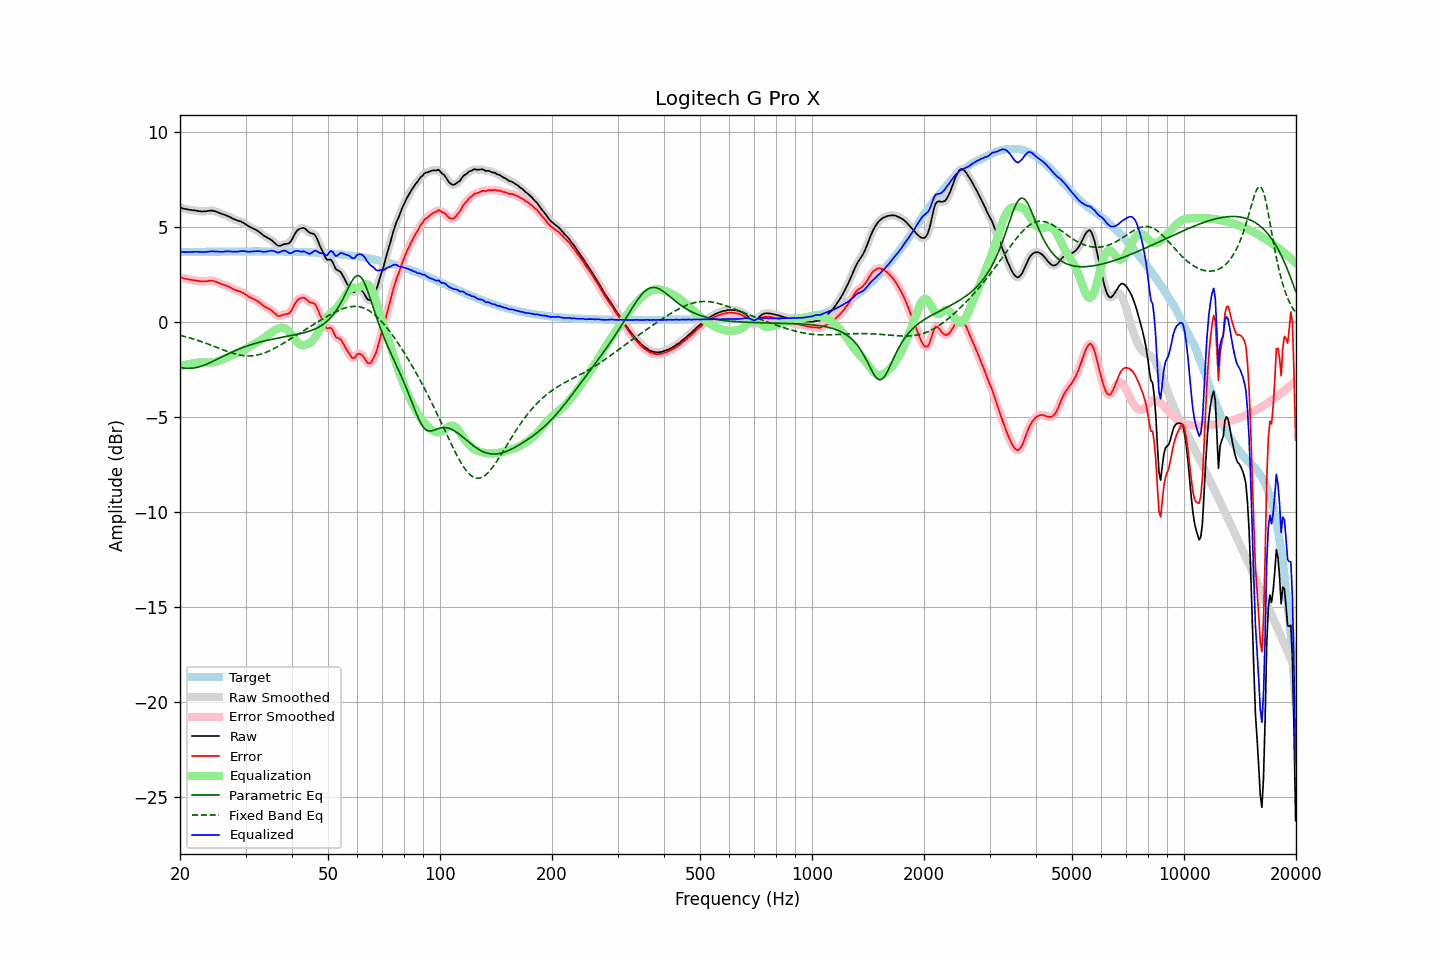 Logitech G Pro X
10
5
0
−5
−10
−15
−20
−25
Amplitude (dBr)
Target
Raw Smoothed
Error Smoothed
Raw
Error
Equalization
Parametric Eq
Fixed Band Eq
Equalized
20 50 100 200 500 1000 2000 5000 10000 20000
Frequency (Hz)